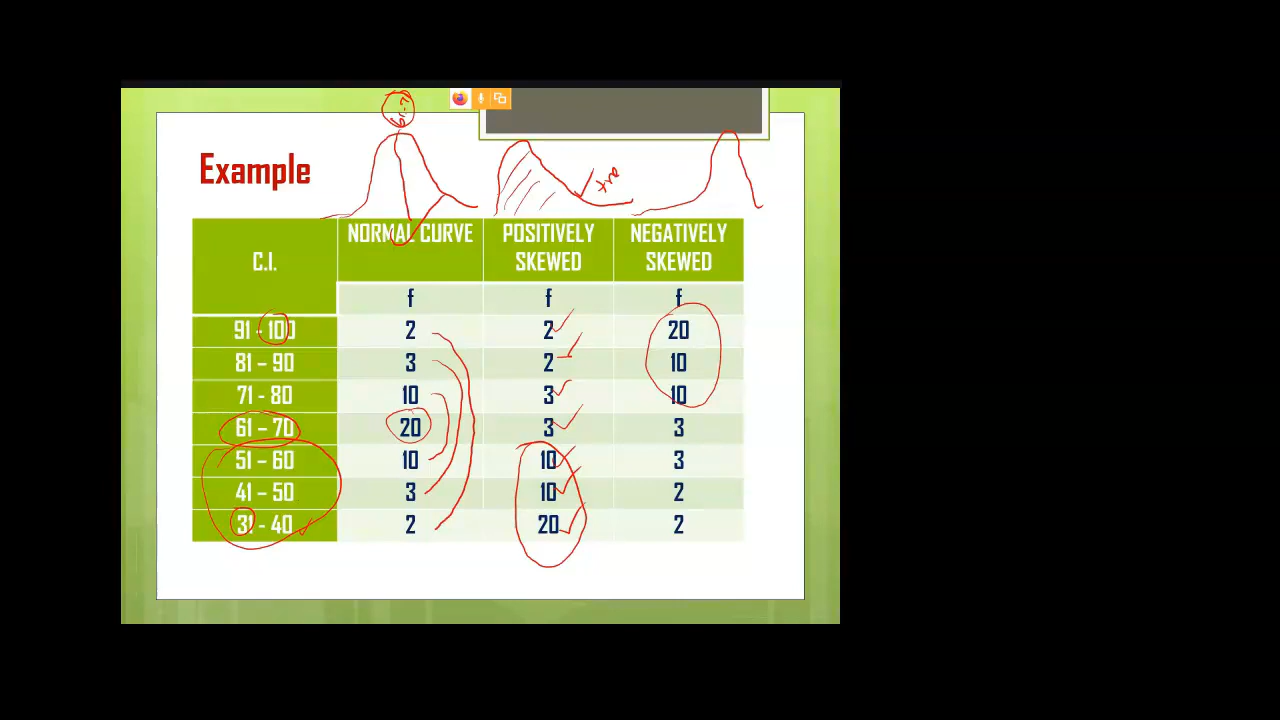 Example
C.I. NORMAL CURVE POSITIVELY SKEWED NEGATIVELY SKEWED
f f f
91 - 100 2 2 20
81 – 90 3 2 10
71 - 80 10 3 10
61 – 70 20 3 3
51 – 60 10 10 3
41 – 50 3 10 2
31 - 40 2 20 2